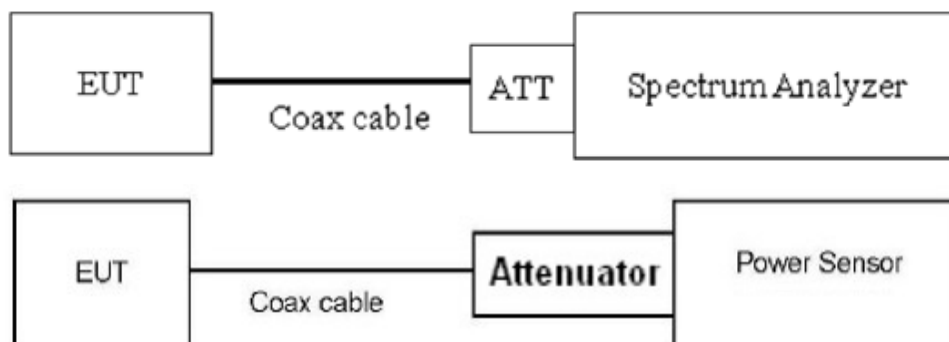 EUT
Coax cable
ATT
Spectrum Analyzer
EUT
Coax cable
Attenuator
Power Sensor